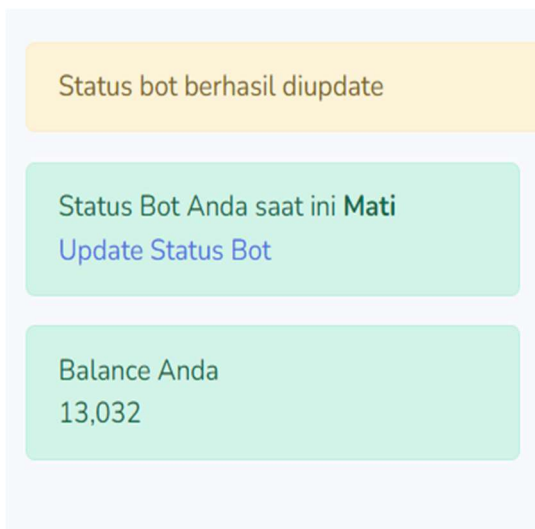 Status bot berhasil diupdate
Status Bot Anda saat ini Mati
Update Status Bot
Balance Anda
13,032